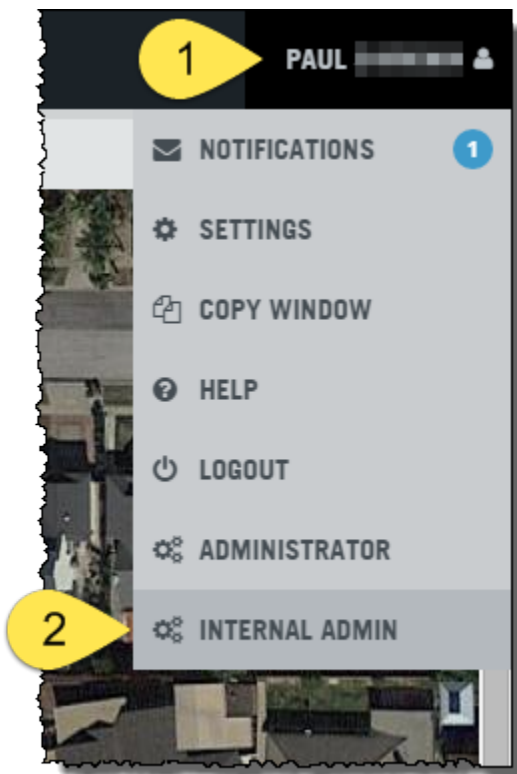 1
PAUL
NOTIFICATIONS 1
SETTINGS
COPY WINDOW
HELP
LOGOUT
ADMINISTRATOR
2
INTERNAL ADMIN